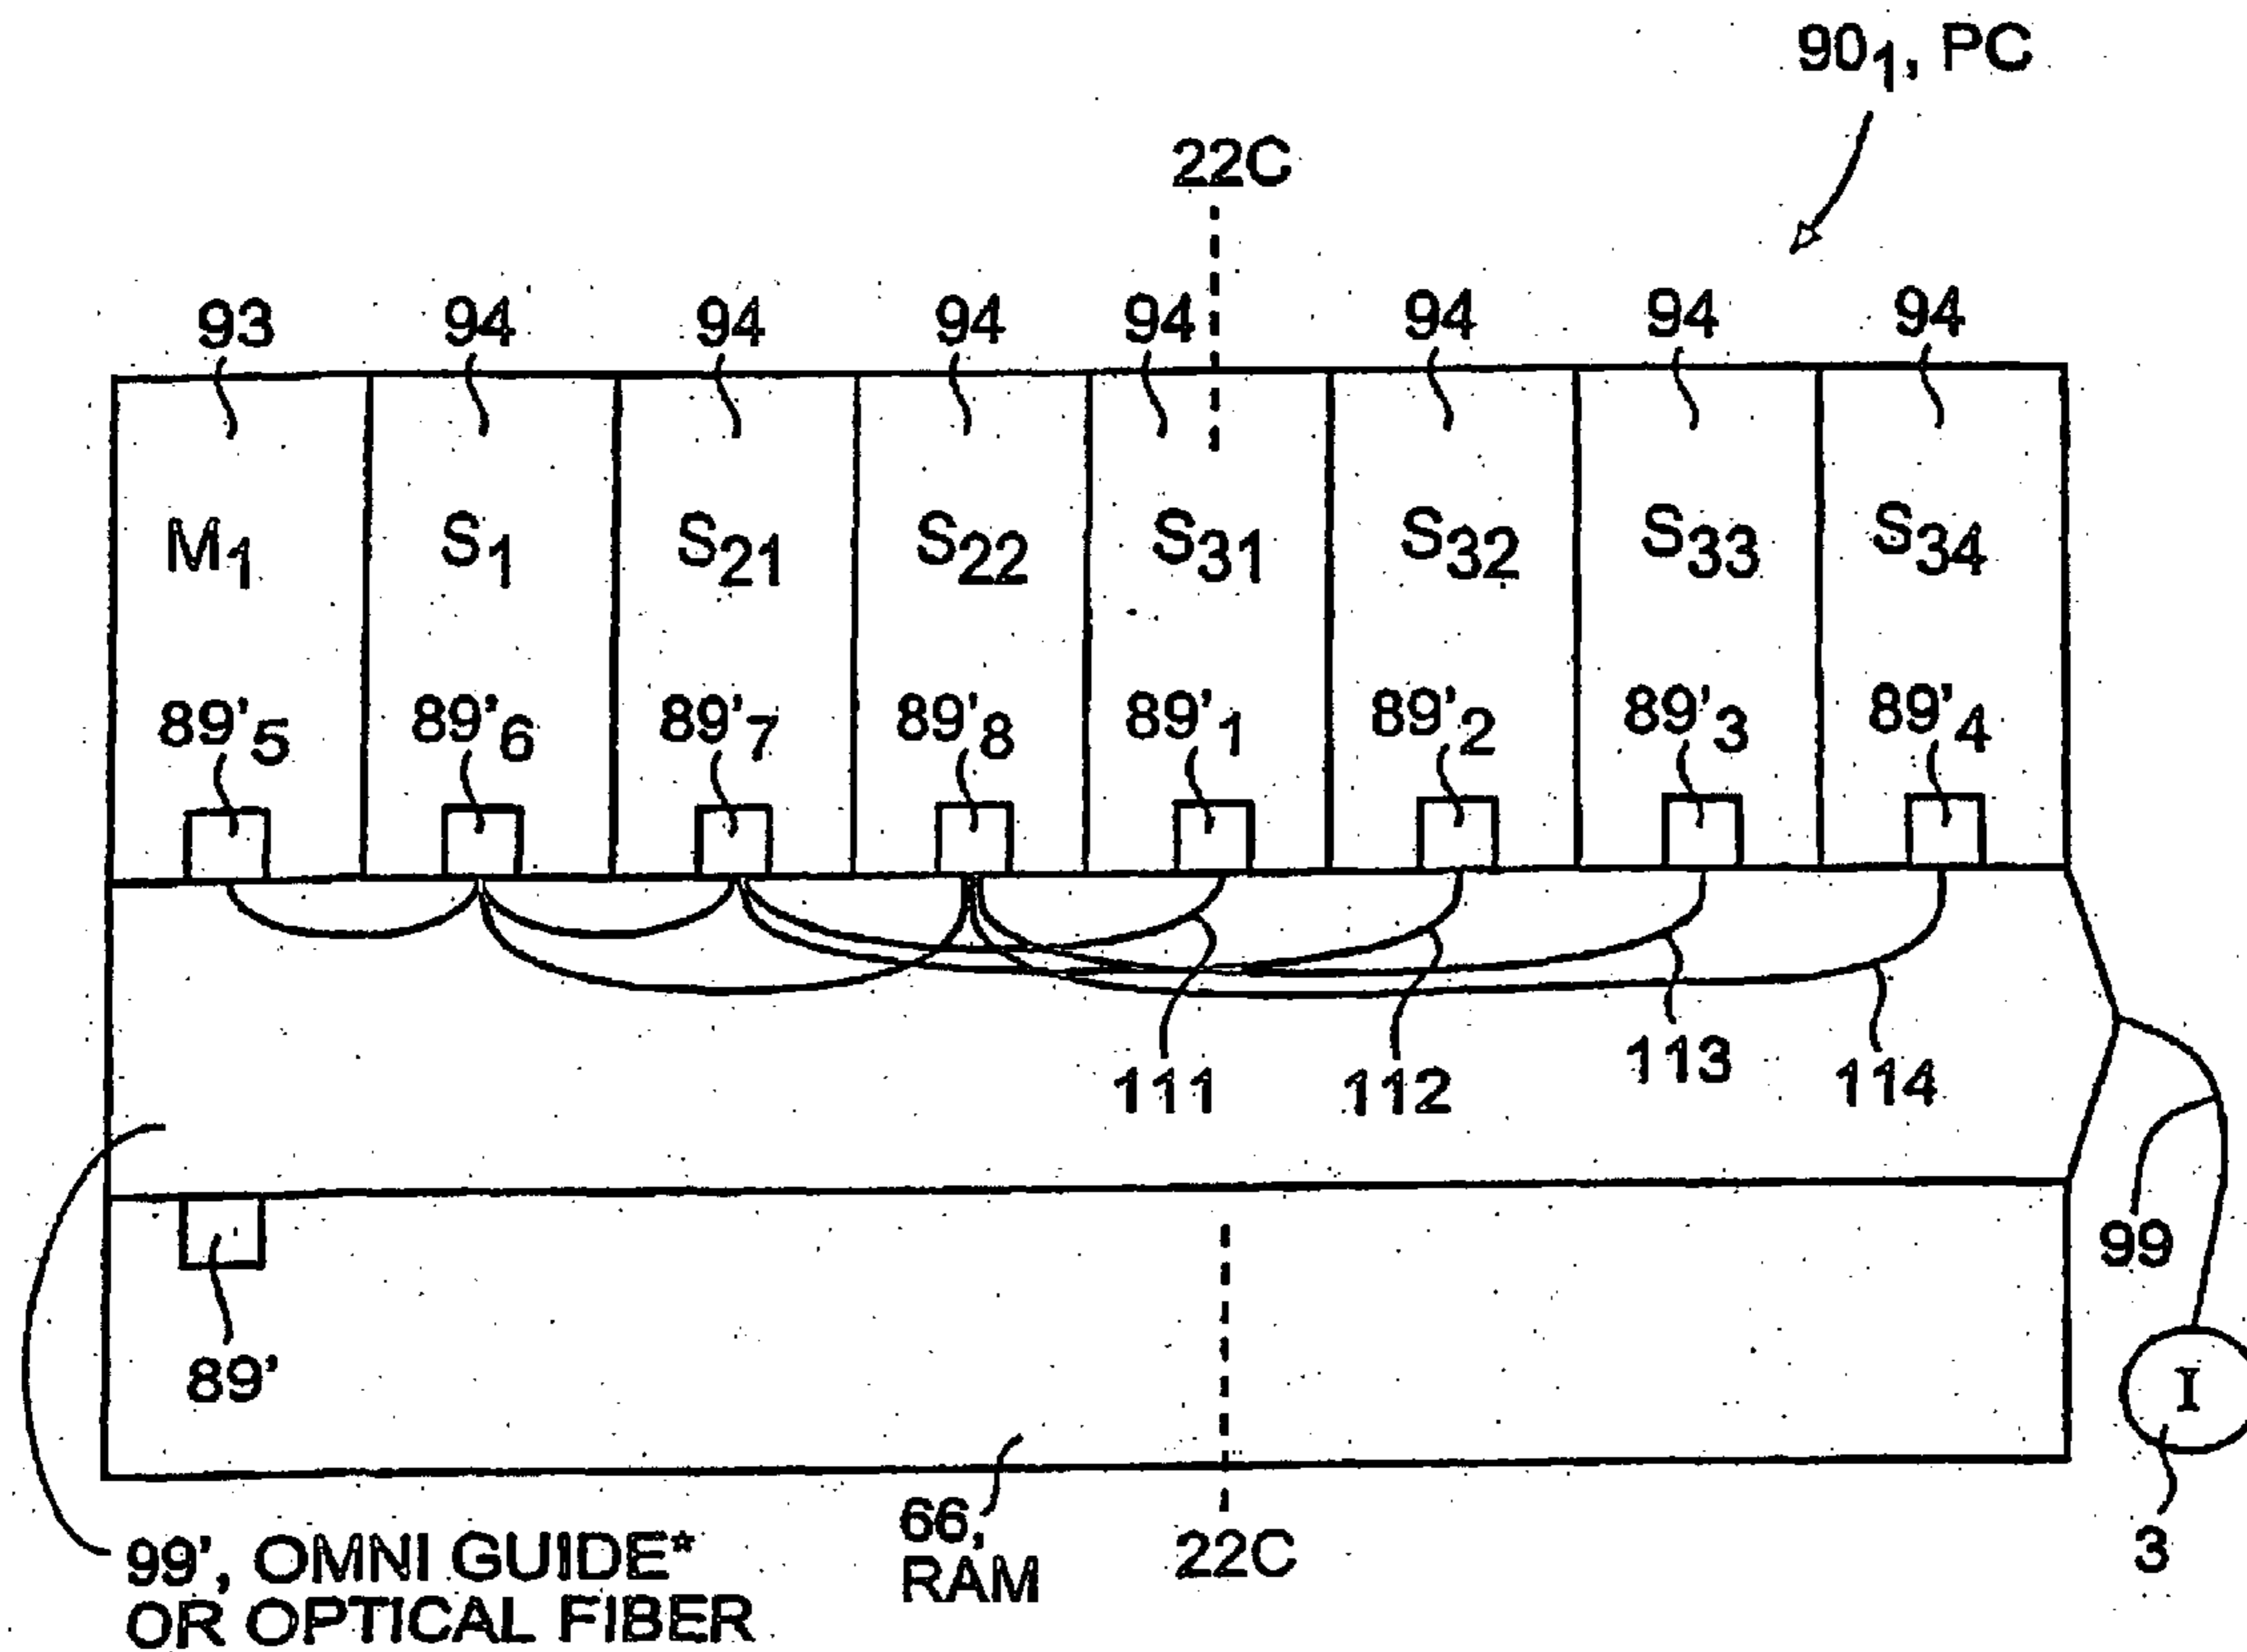 90₁, PC
22C
93 94 94 94 94 94 94 94
M₁ S₁ S₂₁ S₂₂ S₃₁ S₃₂ S₃₃ S₃₄
89'₅ 89'₆ 89'₇ 89'₈ 89'₁ 89'₂ 89'₃ 89'₄
111 112 113 114
99
89'
I
66,
RAM
22C
3
99', OMNI GUIDE*
OR OPTICAL FIBER